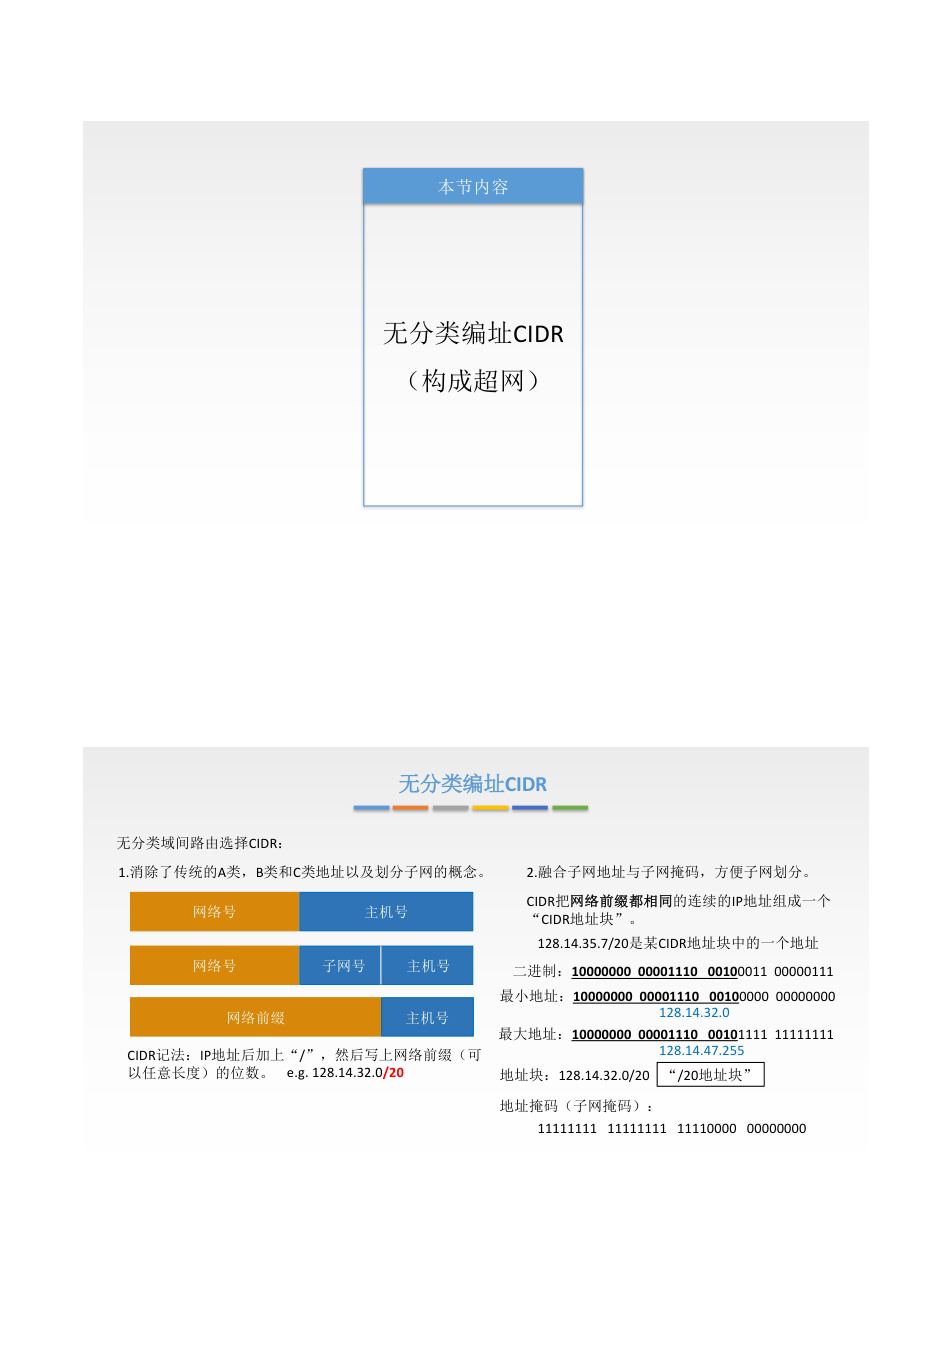 本节内容
无分类编址CIDR
（构成超网）
无分类编址CIDR
无分类域间路由选择CIDR：
1.消除了传统的A类，B类和C类地址以及划分子网的概念。
网络号 主机号
网络号 子网号 主机号
网络前缀 主机号
CIDR记法：IP地址后加上“/”，然后写上网络前缀（可
以任意长度）的位数。 e.g. 128.14.32.0/20
2.融合子网地址与子网掩码，方便子网划分。
CIDR把网络前缀都相同的连续的IP地址组成一个
“CIDR地址块”。
128.14.35.7/20是某CIDR地址块中的一个地址
二进制：10000000 00001110 00100011 00000111
最小地址：10000000 00001110 00100000 00000000
128.14.32.0
最大地址：10000000 00001110 00101111 11111111
128.14.47.255
地址块：128.14.32.0/20 “/20地址块”
地址掩码（子网掩码）：
11111111 11111111 11110000 00000000